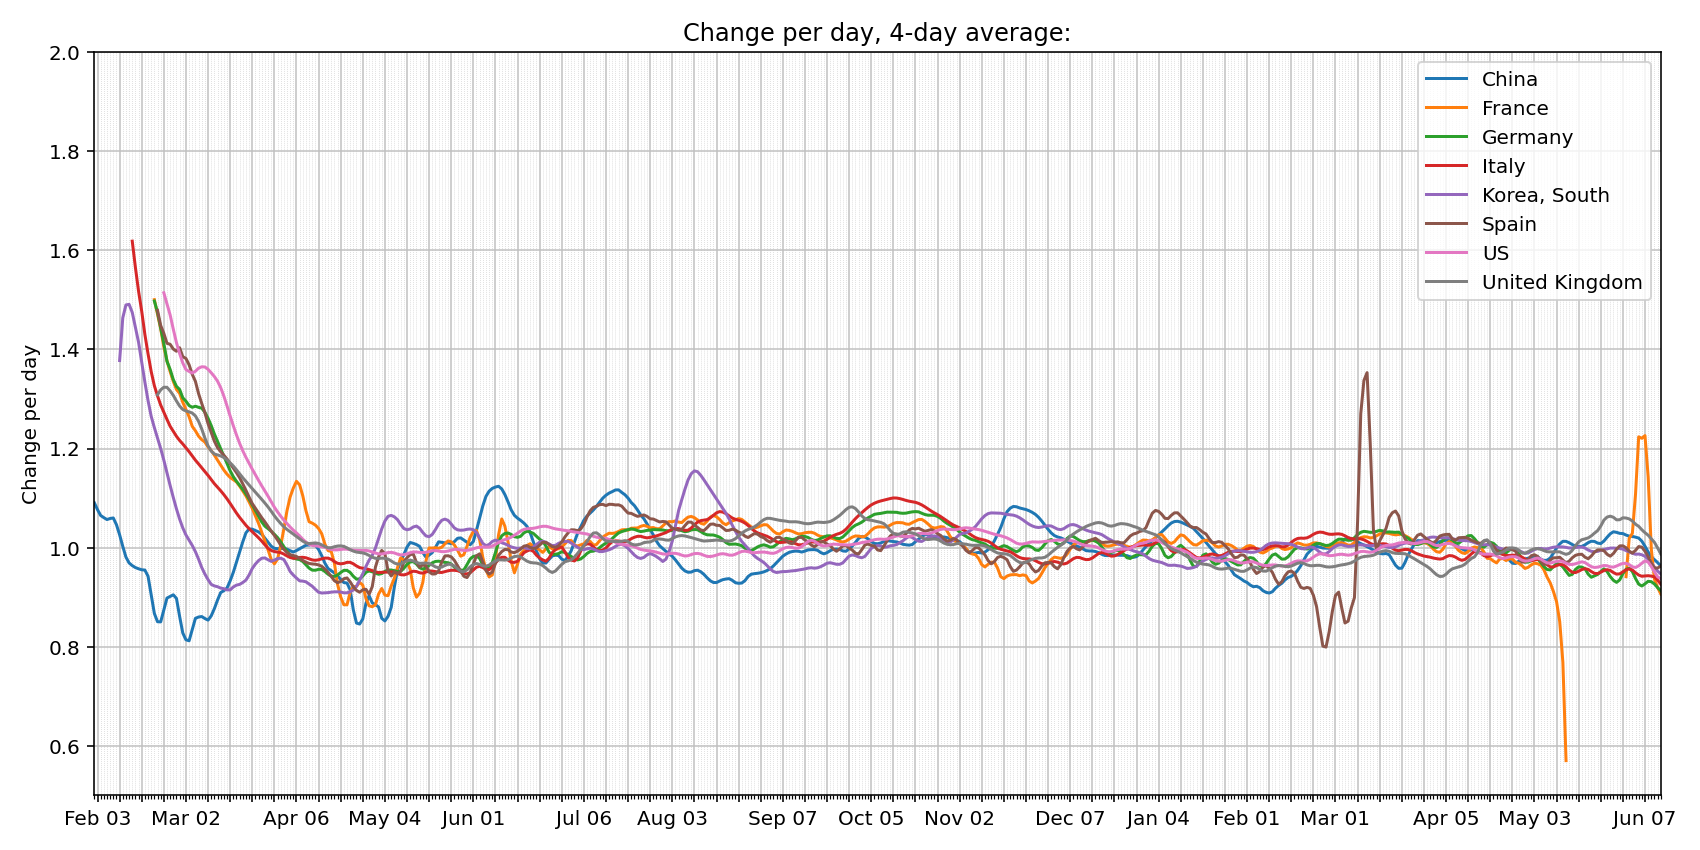 Change per day, 4-day average:
Change per day
2.0
1.8
1.6
1.4
1.2
1.0
0.8
0.6
China
France
Germany
Italy
Korea, South
Spain
US
United Kingdom
Feb 03 Mar 02 Apr 06 May 04 Jun 01 Jul 06 Aug 03 Sep 07 Oct 05 Nov 02 Dec 07 Jan 04 Feb 01 Mar 01 Apr 05 May 03 Jun 07